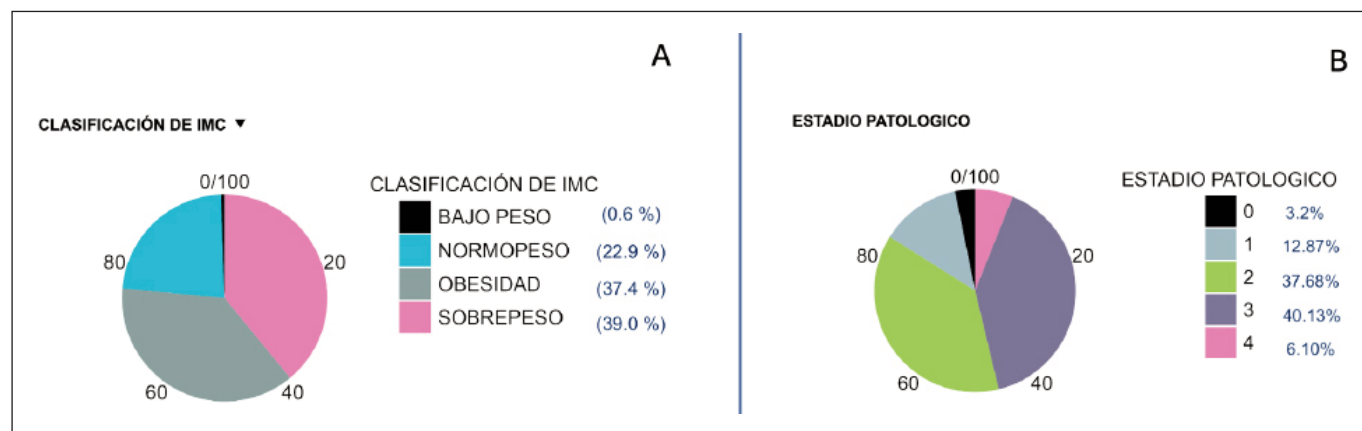 A
CLASIFICACIÓN DE IMC ▼
0/100
20
40
60
80
CLASIFICACIÓN DE IMC
BAJO PESO (0.6 %)
NORMOPESO (22.9 %)
OBESIDAD (37.4 %)
SOBREPESO (39.0 %)
B
ESTADIO PATOLOGICO
0/100
20
40
60
80
ESTADIO PATOLOGICO
0 3.2%
1 12.87%
2 37.68%
3 40.13%
4 6.10%